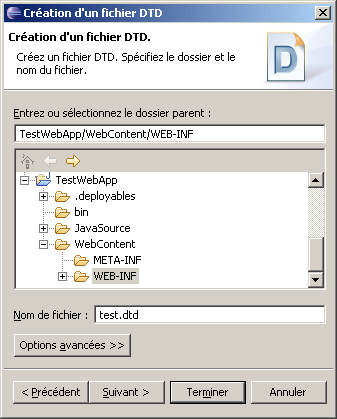 Création d'un fichier DTD
Création d'un fichier DTD.
Créez un fichier DTD. Spécifiez le dossier et le
nom du fichier.
D
Entrez ou sélectionnez le dossier parent :
TestWebApp/WebContent/WEB-INF
TestWebApp
.deployables
bin
JavaSource
WebContent
META-INF
WEB-INF
Nom de fichier : test.dtd
Options avancées >>
< Précédent Suivant > Terminer Annuler